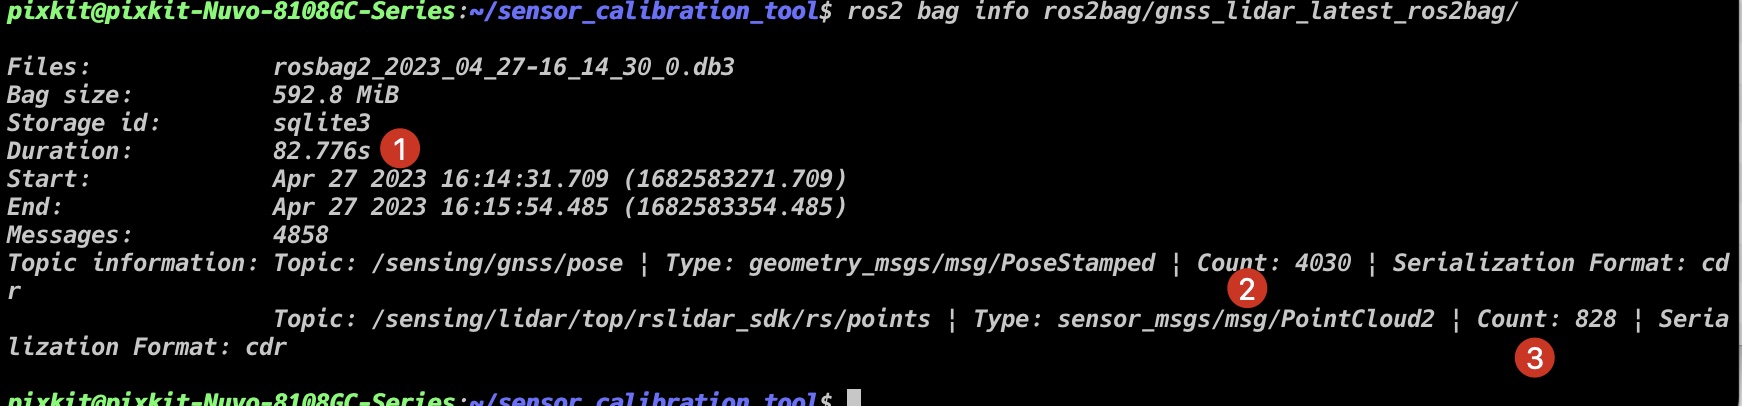 pixkit@pixkit-Nuvo-8108GC-Series:~/sensor_calibration_tool$ ros2 bag info ros2bag/gnss_lidar_latest_ros2bag/
Files: rosbag2_2023_04_27-16_14_30_0.db3
Bag size: 592.8 MiB
Storage id: sqlite3
Duration: 82.776s 1
Start: Apr 27 2023 16:14:31.709 (1682583271.709)
End: Apr 27 2023 16:15:54.485 (1682583354.485)
Messages: 4858
Topic information: Topic: /sensing/gnss/pose | Type: geometry_msgs/msg/PoseStamped | Count: 4030 | Serialization Format: cd
r
2
Topic: /sensing/lidar/top/rslidar_sdk/rs/points | Type: sensor_msgs/msg/PointCloud2 | Count: 828 | Seria
lization Format: cdr
3
pixkit@pixkit-Nuvo-8108GC-Series:~/sensor_calibration_tool$